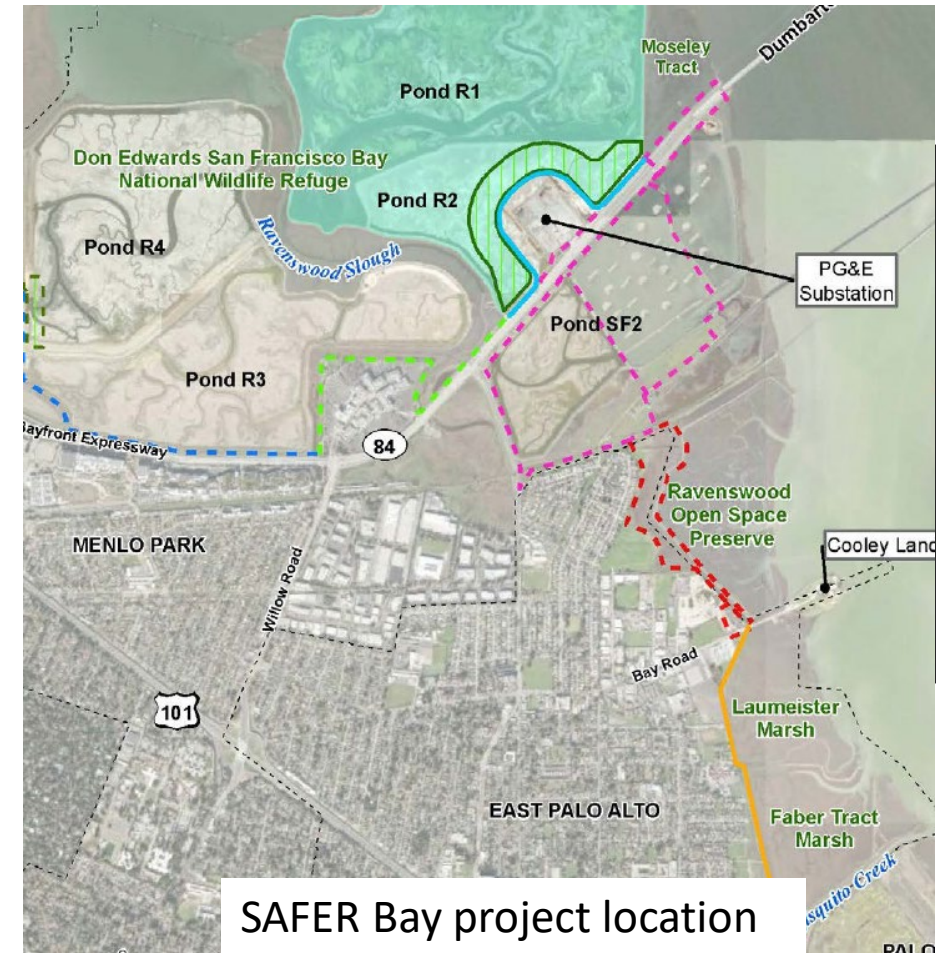 Moseley
Tract
Dumbarto
Pond R1
Don Edwards San Francisco Bay
National Wildlife Refuge
Pond R2
Ravenswood Slough
Pond R4
PG&E
Substation
Pond SF2
Pond R3
Bayfront Expressway
84
Ravenswood
Open Space
Preserve
MENLO PARK
Cooley Land
Willow Road
Bay Road
101
Laumeister
Marsh
EAST PALO ALTO
Faber Tract
Marsh
squito Creek
SAFER Bay project location
PALO